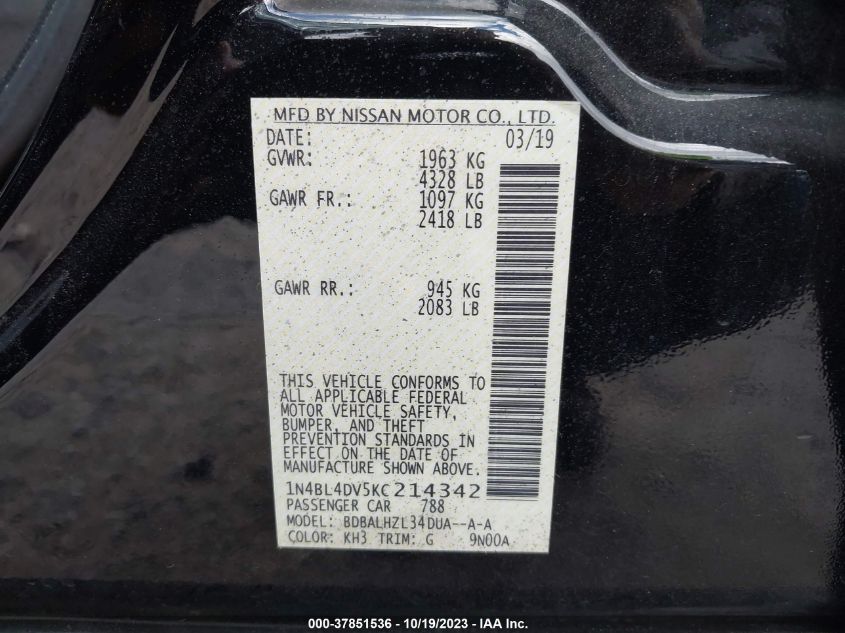 MFD BY NISSAN MOTOR CO., LTD.
DATE: 03/19
GVWR: 1963 KG
4328 LB
GAWR FR.: 1097 KG
2418 LB
GAWR RR.: 945 KG
2083 LB
THIS VEHICLE CONFORMS TO
ALL APPLICABLE FEDERAL
MOTOR VEHICLE SAFETY,
BUMPER, AND THEFT
PREVENTION STANDARDS IN
EFFECT ON THE DATE OF
MANUFACTURE SHOWN ABOVE.
1N4BL4DV5KC214342
PASSENGER CAR 788
MODEL: BDBALHZL34DUA--A-A
COLOR: KH3 TRIM: G 9N00A
000-37851536 - 10/19/2023 - IAA Inc.